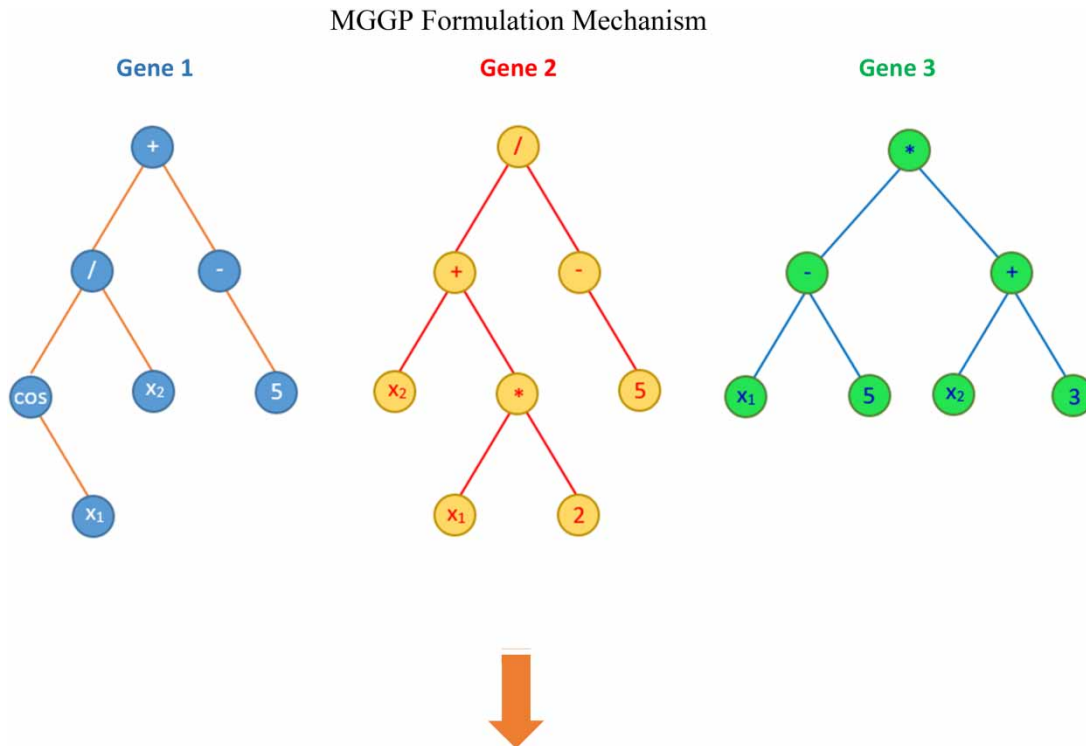 MGGP Formulation Mechanism
Gene 1 Gene 2 Gene 3
+ / *
/ - + - - +
cos x₂ 5 x₂ * 5 x₁ 5 x₂ 3
x₁ x₁ 2